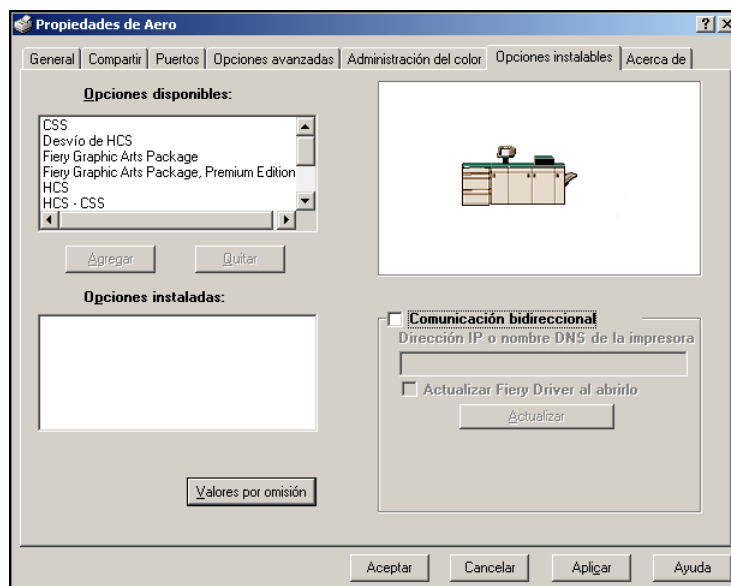 Propiedades de Aero
General
Compartir
Puertos
Opciones avanzadas
Administración del color
Opciones instalables
Acerca de
Opciones disponibles:
CSS
Desvío de HCS
Fiery Graphic Arts Package
Fiery Graphic Arts Package, Premium Edition
HCS
HCS - CSS
Agregar
Quitar
Opciones instaladas:
Valores por omisión
Comunicación bidireccional
Dirección IP o nombre DNS de la impresora
Actualizar Fiery Driver al abrirlo
Actualizar
Aceptar
Cancelar
Aplicar
Ayuda